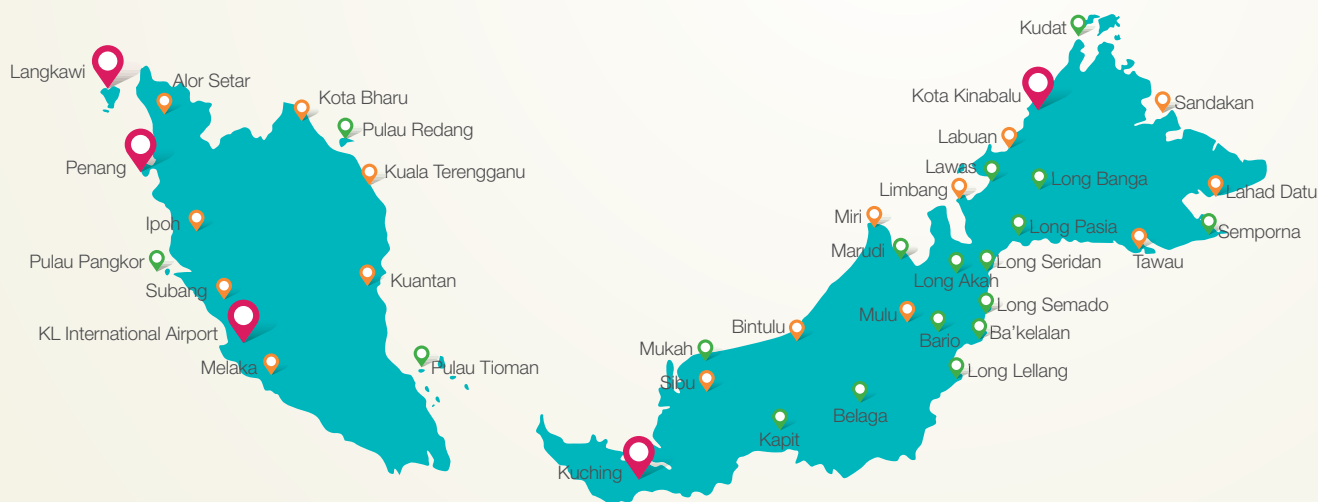 Langkawi
Alor Setar
Kota Bharu
Pulau Redang
Penang
Kuala Terengganu
Ipoh
Pulau Pangkor
Subang
Kuantan
KL International Airport
Melaka
Pulau Tioman
Kudat
Kota Kinabalu
Sandakan
Labuan
Lawas
Long Banga
Limbang
Lahad Datu
Miri
Long Pasia
Semporna
Marudi
Tawau
Long Seridan
Long Akah
Long Semado
Mulu
Bintulu
Ba'kelalan
Bario
Mukah
Long Lellang
Sibu
Belaga
Kapit
Kuching